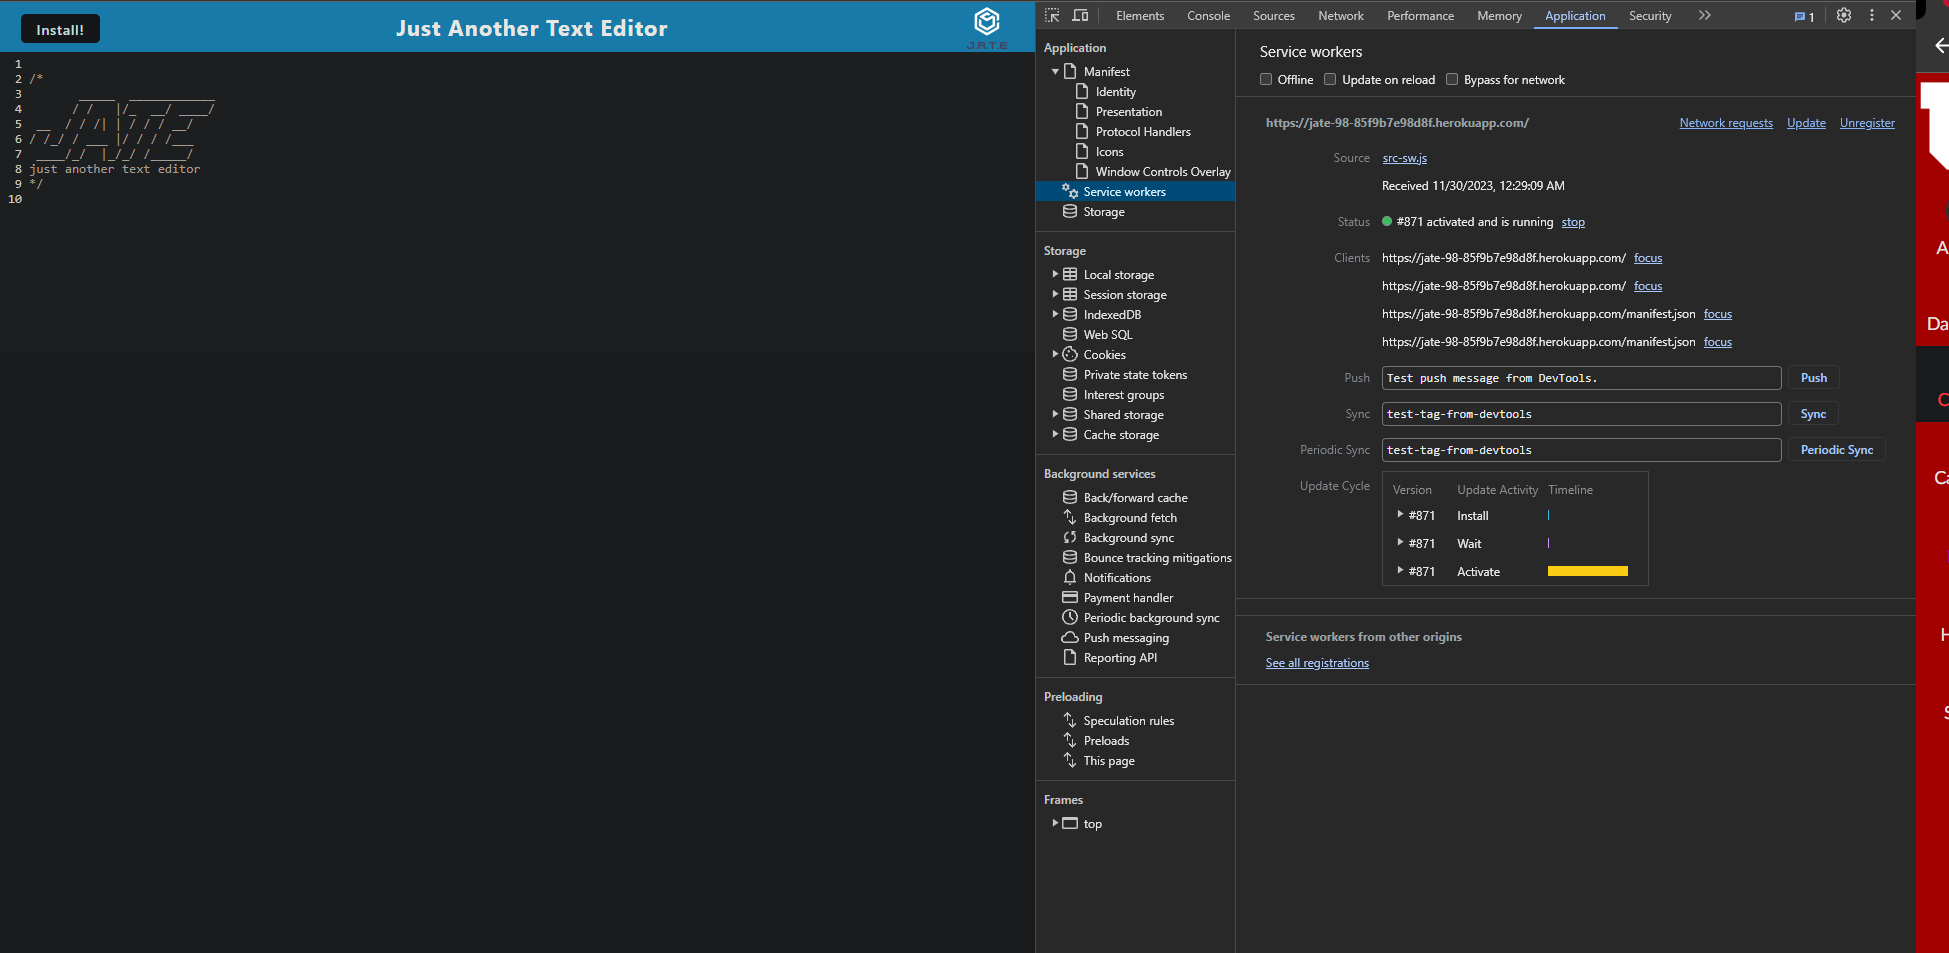 Install!
Just Another Text Editor
J.A.T.E
1
2 /*
3
4
5
6
7
8 just another text editor
9 */
10
Elements Console Sources Network Performance Memory Application Security 1
Application
Manifest
Identity
Presentation
Protocol Handlers
Icons
Window Controls Overlay
Service workers
Storage
Storage
Local storage
Session storage
IndexedDB
Web SQL
Cookies
Private state tokens
Interest groups
Shared storage
Cache storage
Background services
Back/forward cache
Background fetch
Background sync
Bounce tracking mitigations
Notifications
Payment handler
Periodic background sync
Push messaging
Reporting API
Preloading
Speculation rules
Preloads
This page
Frames
top
Service workers
Offline Update on reload Bypass for network
https://jate-98-85f9b7e98d8f.herokuapp.com/ Network requests Update Unregister
Source src-sw.js
Received 11/30/2023, 12:29:09 AM
Status #871 activated and is running stop
Clients https://jate-98-85f9b7e98d8f.herokuapp.com/ focus
https://jate-98-85f9b7e98d8f.herokuapp.com/ focus
https://jate-98-85f9b7e98d8f.herokuapp.com/manifest.json focus
https://jate-98-85f9b7e98d8f.herokuapp.com/manifest.json focus
Push Test push message from DevTools. Push
Sync test-tag-from-devtools Sync
Periodic Sync test-tag-from-devtools Periodic Sync
Update Cycle Version Update Activity Timeline
#871 Install
#871 Wait
#871 Activate
Service workers from other origins
See all registrations
A
Da
Ca